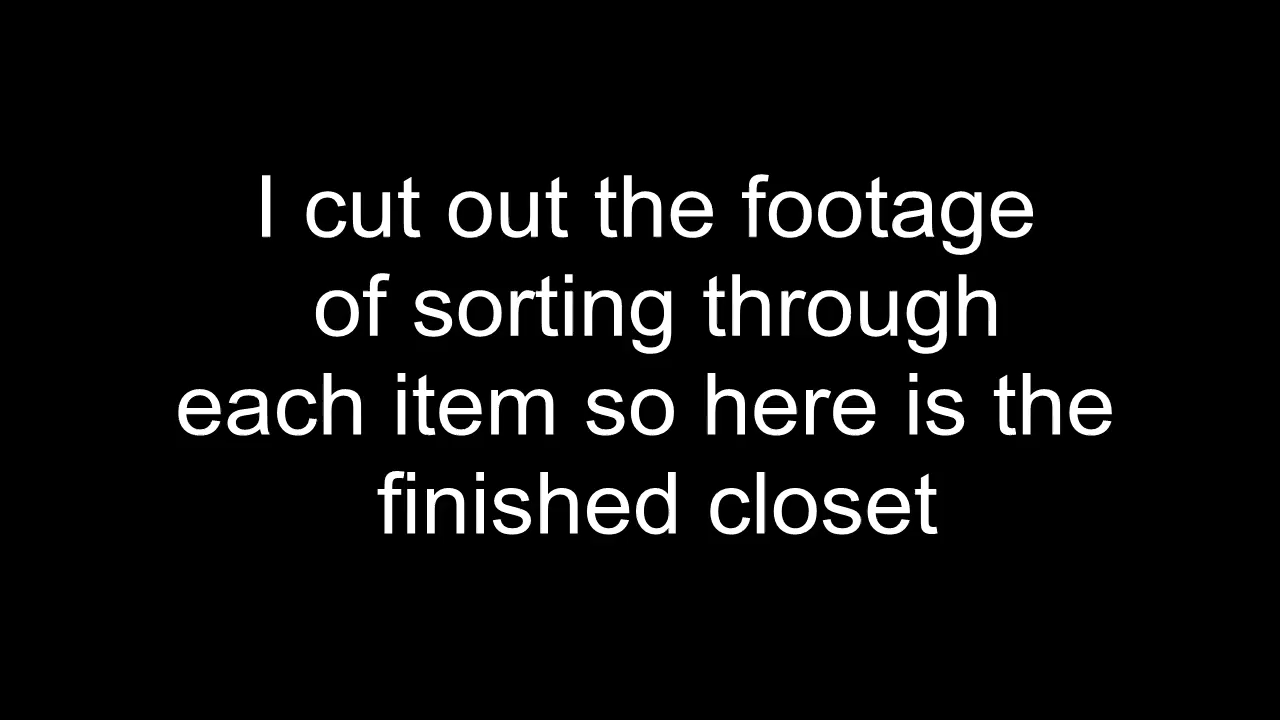 I cut out the footage
of sorting through
each item so here is the
finished closet